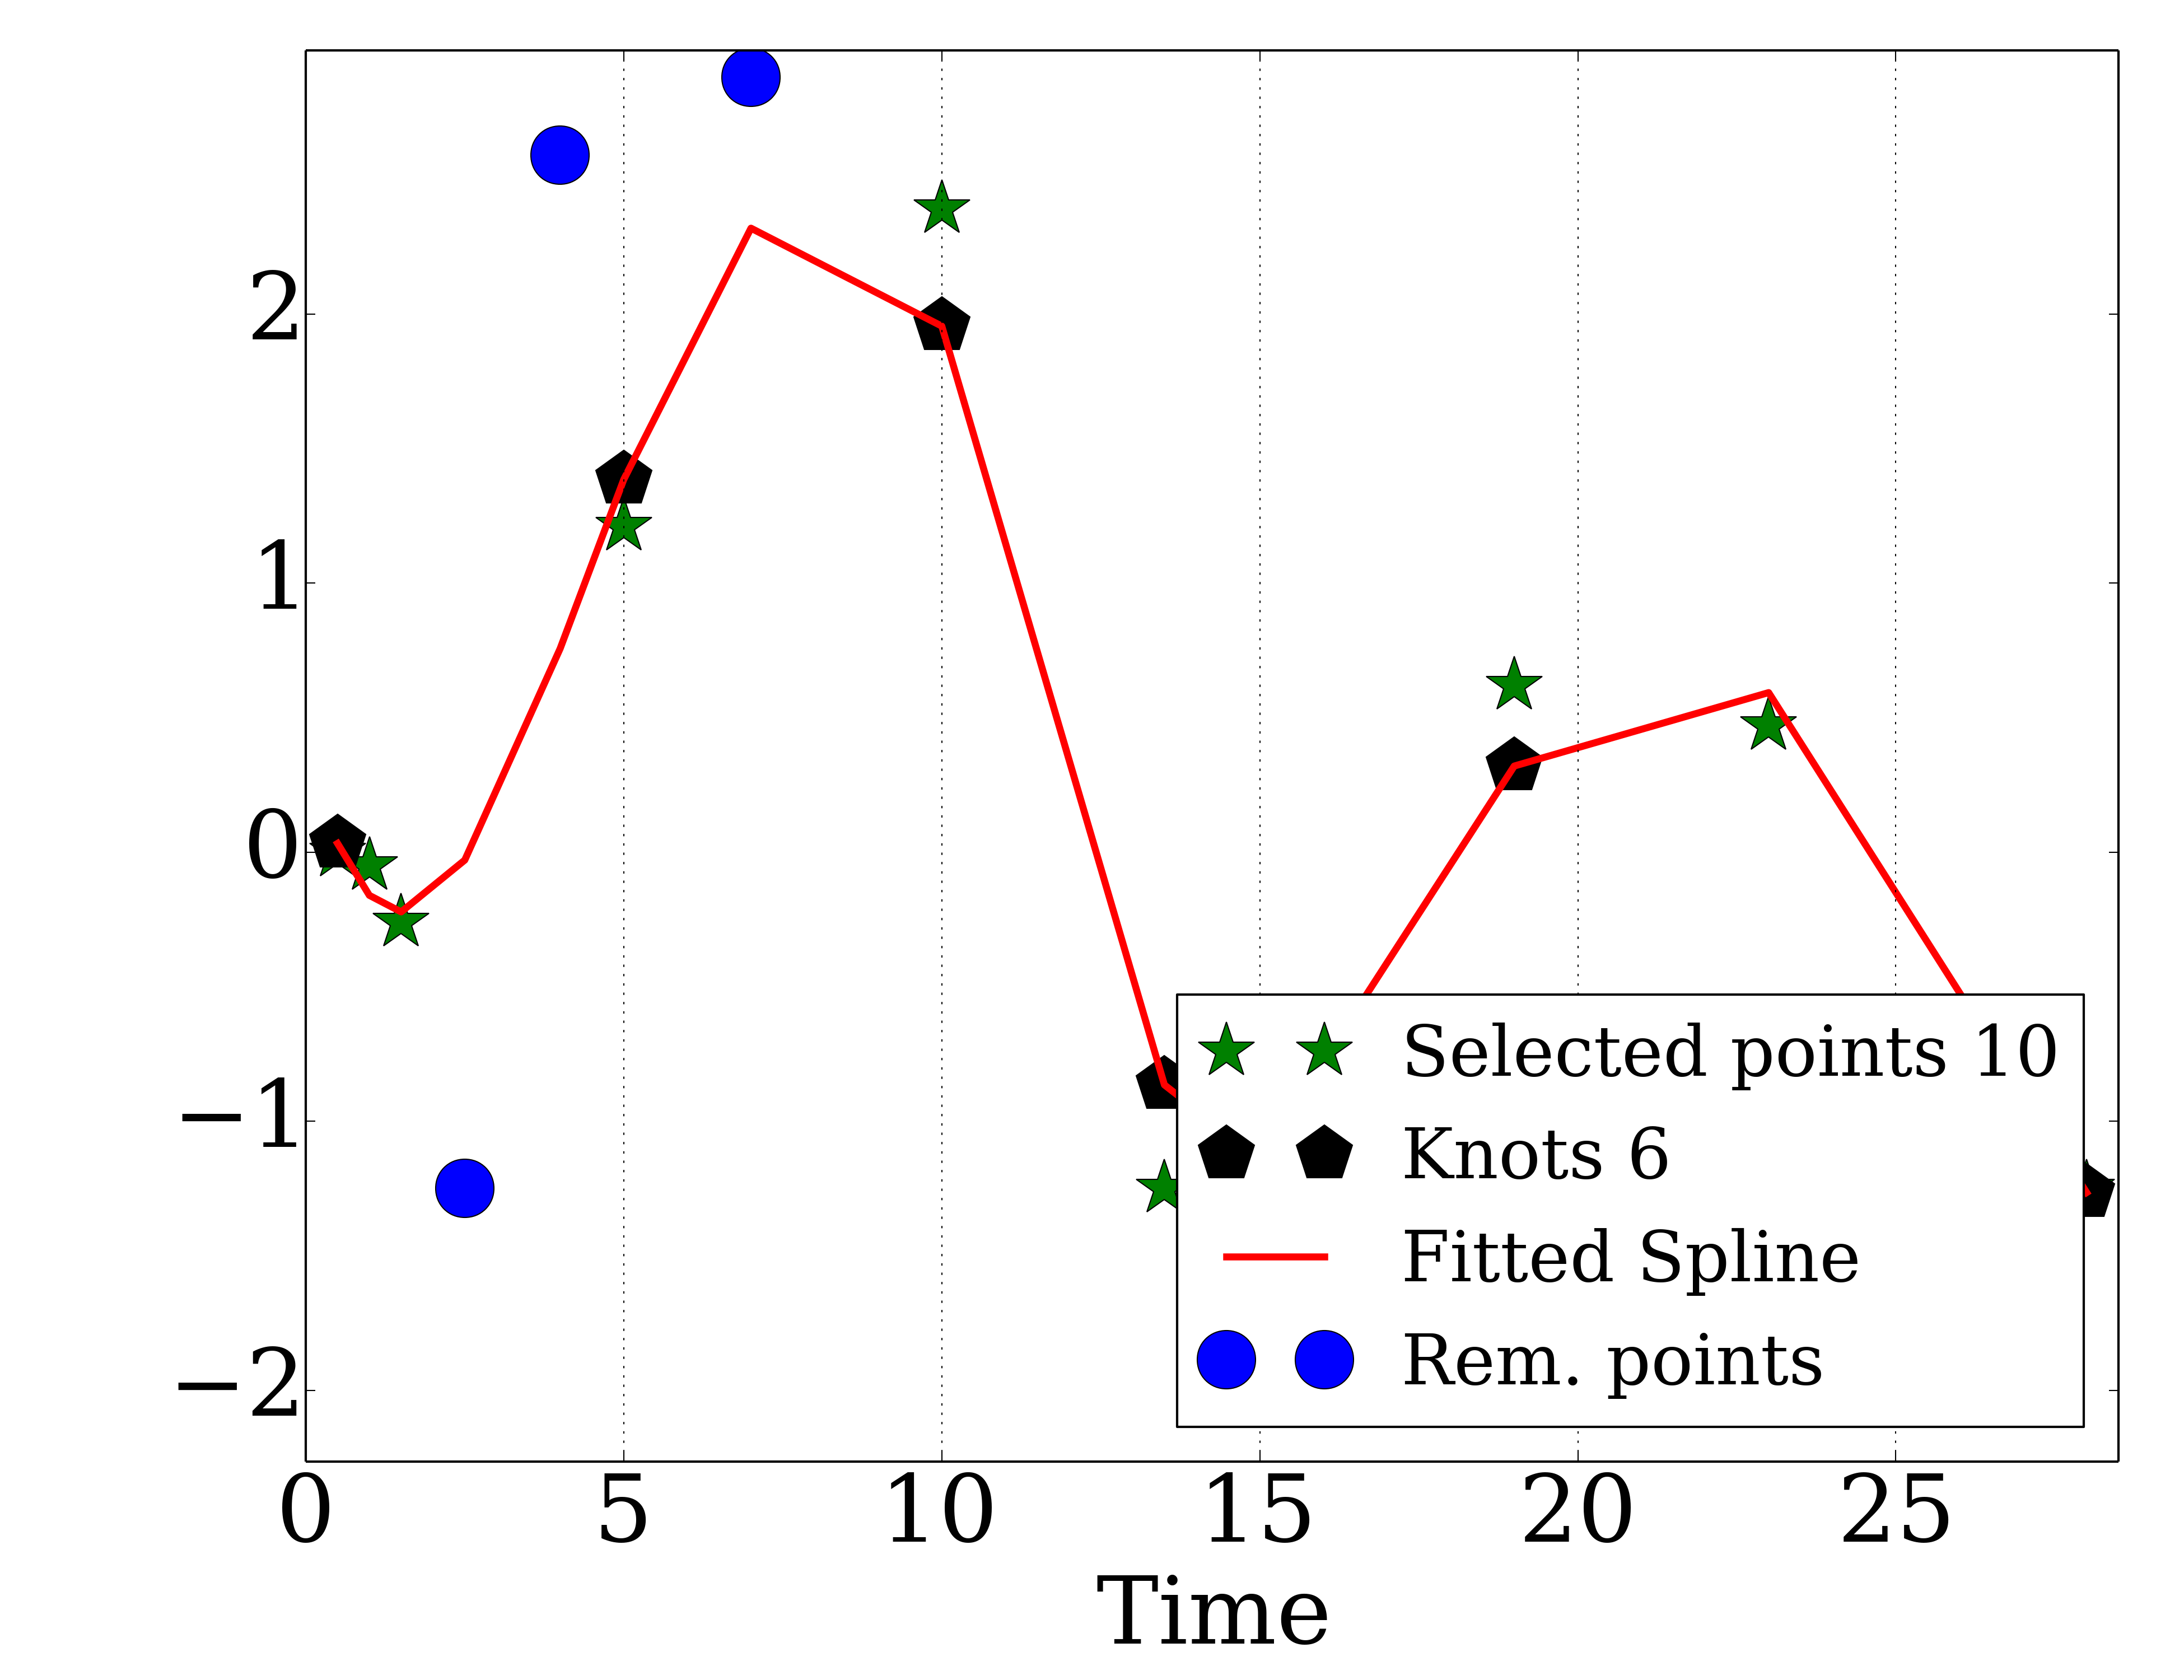 2
1
0
−1
−2
0 5 10 15 20 25
Time
Selected points 10
Knots 6
Fitted Spline
Rem. points